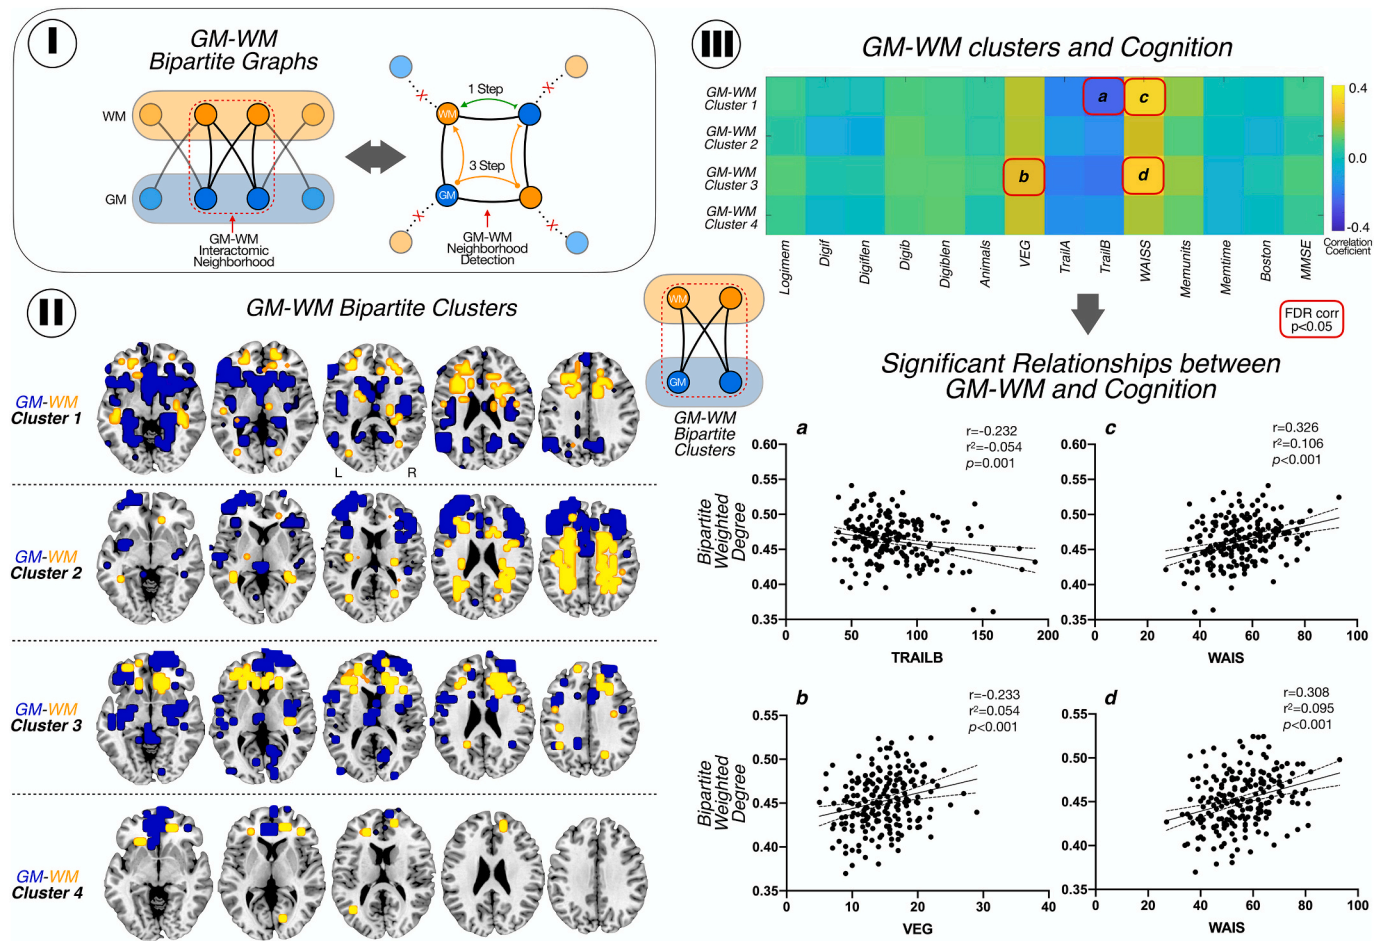 I
GM-WM
Bipartite Graphs
WM
GM
GM-WM
Interactomic
Neighborhood
1 Step
WM
3 Step
GM
GM-WM
Neighborhood
Detection
II
GM-WM Bipartite Clusters
GM-WM
Cluster 1
L
R
GM-WM
Cluster 2
GM-WM
Cluster 3
GM-WM
Cluster 4
III
GM-WM clusters and Cognition
GM-WM
Cluster 1
GM-WM
Cluster 2
GM-WM
Cluster 3
GM-WM
Cluster 4
a
c
b
d
0.4
0.0
-0.4
Correlation
Coeficient
Logimem
Digif
Digiflen
Digib
Digiblen
Animals
VEG
TrailA
TrailB
WAISS
Memunits
Memtime
Boston
MMSE
FDR corr
p<0.05
WM
GM
GM-WM
Bipartite
Clusters
Significant Relationships between
GM-WM and Cognition
a
r=-0.232
r²=-0.054
p=0.001
Bipartite
Weighted
Degree
0.60
0.55
0.50
0.45
0.40
0.35
0
50
100
150
200
TRAILB
c
r=0.326
r²=0.106
p<0.001
0.60
0.55
0.50
0.45
0.40
0.35
0
20
40
60
80
100
WAIS
b
r=-0.233
r²=0.054
p<0.001
Bipartite
Weighted
Degree
0.55
0.50
0.45
0.40
0.35
0
10
20
30
40
VEG
d
r=0.308
r²=0.095
p<0.001
0.55
0.50
0.45
0.40
0.35
0
20
40
60
80
100
WAIS